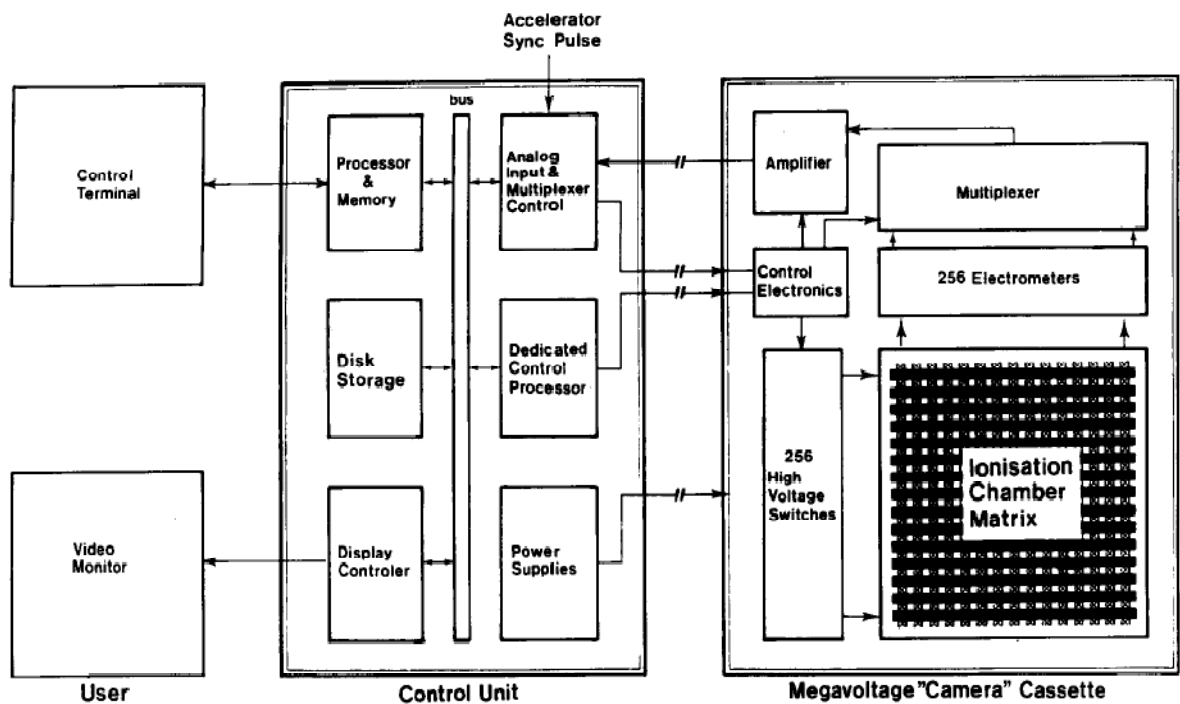 Accelerator
Sync Pulse
Control
Terminal
Video
Monitor
User
bus
Processor
&
Memory
Analog
Input &
Multiplexer
Control
Disk
Storage
Dedicated
Control
Processor
Display
Controler
Power
Supplies
Control Unit
Amplifier
Multiplexer
Control
Electronics
256 Electrometers
256
High
Voltage
Switches
Ionisation
Chamber
Matrix
Megavoltage "Camera" Cassette